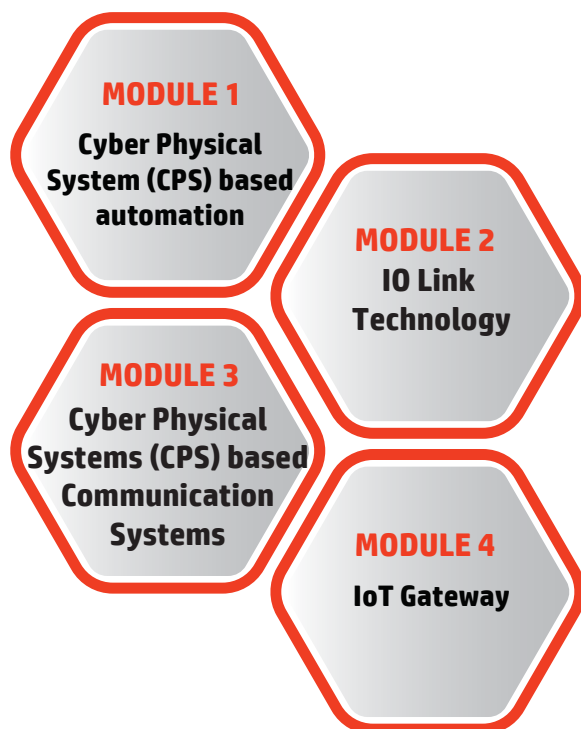 MODULE 1
Cyber Physical
System (CPS) based
automation
MODULE 2
IO Link
Technology
MODULE 3
Cyber Physical
Systems (CPS) based
Communication
Systems
MODULE 4
IoT Gateway